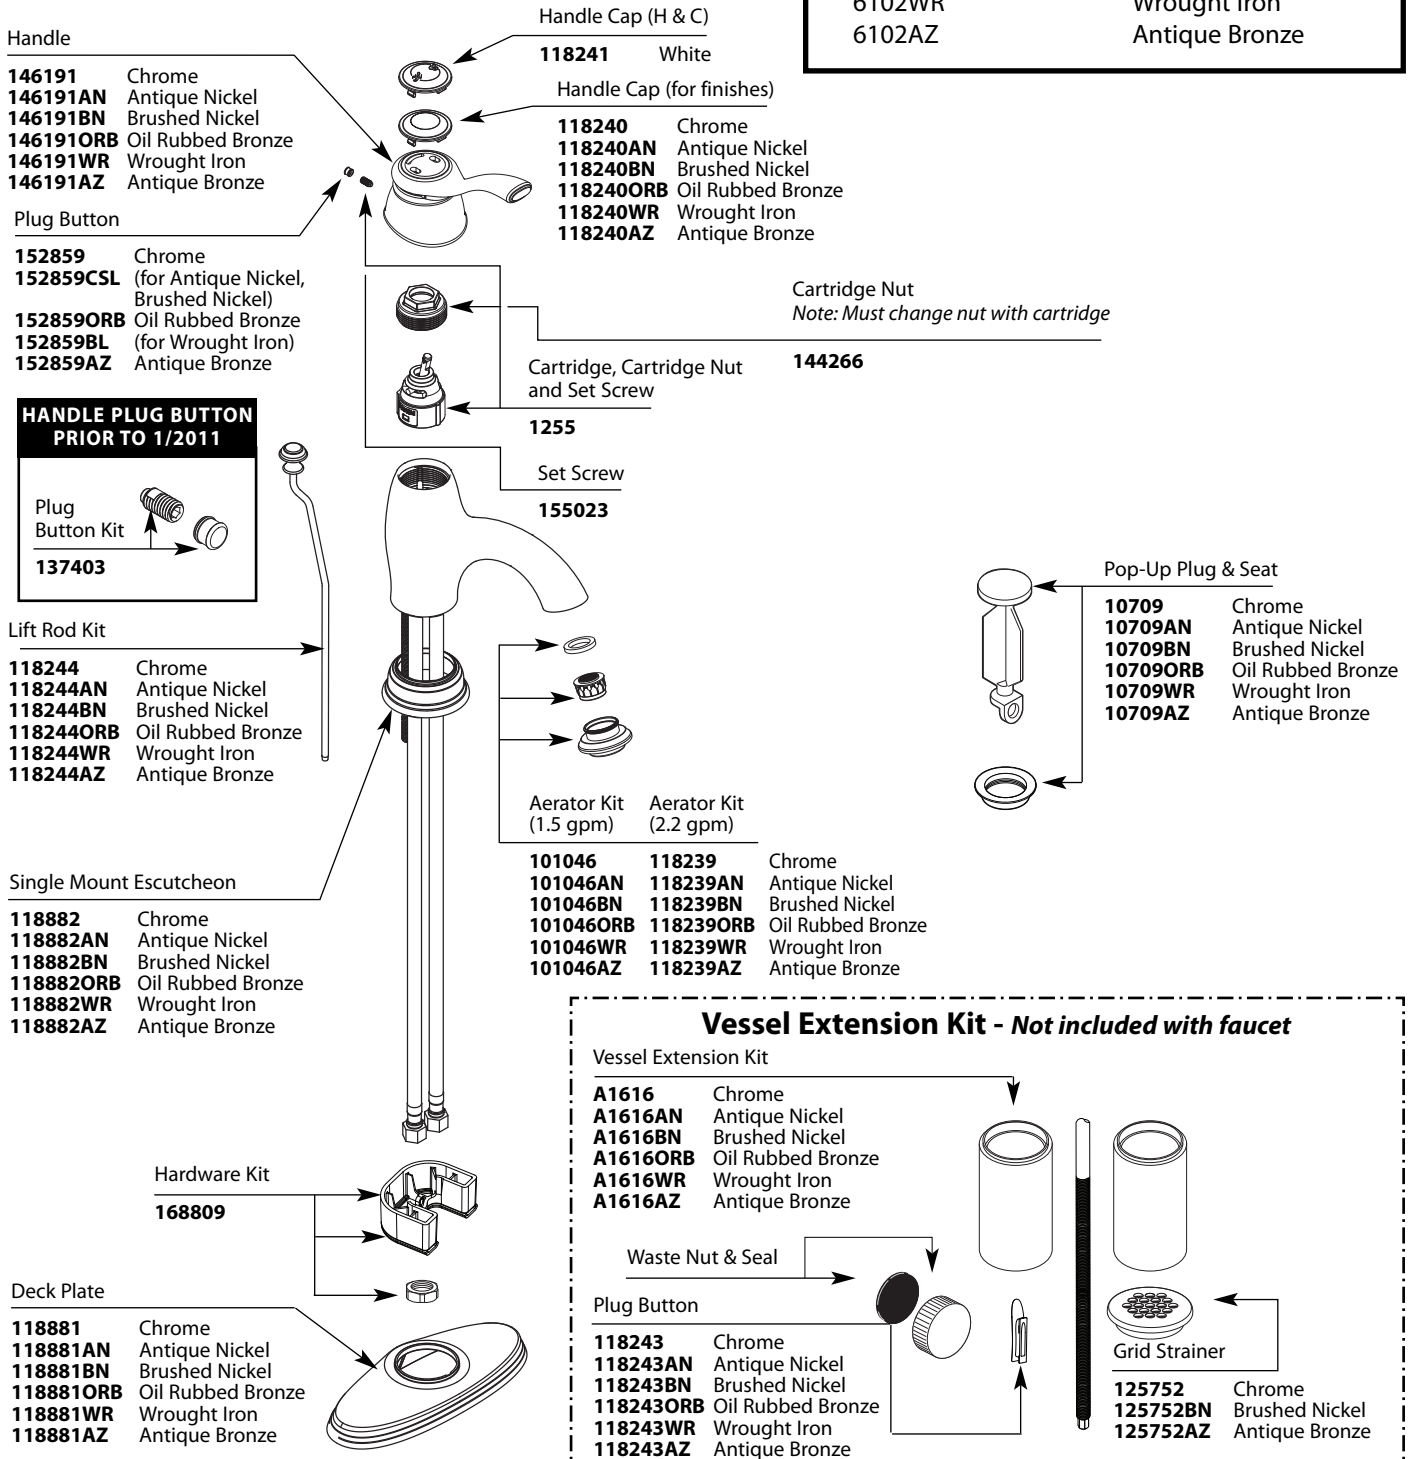 6102WR Wrought Iron
6102AZ Antique Bronze
Handle Cap (H & C)
118241 White
Handle
146191 Chrome
146191AN Antique Nickel
146191BN Brushed Nickel
146191ORB Oil Rubbed Bronze
146191WR Wrought Iron
146191AZ Antique Bronze
Handle Cap (for finishes)
118240 Chrome
118240AN Antique Nickel
118240BN Brushed Nickel
118240ORB Oil Rubbed Bronze
118240WR Wrought Iron
118240AZ Antique Bronze
Plug Button
152859 Chrome
152859CSL (for Antique Nickel,
Brushed Nickel)
152859ORB Oil Rubbed Bronze
152859BL (for Wrought Iron)
152859AZ Antique Bronze
Cartridge Nut
Note: Must change nut with cartridge
144266
Cartridge, Cartridge Nut
and Set Screw
1255
HANDLE PLUG BUTTON
PRIOR TO 1/2011
Plug
Button Kit
137403
Set Screw
155023
Pop-Up Plug & Seat
10709 Chrome
10709AN Antique Nickel
10709BN Brushed Nickel
10709ORB Oil Rubbed Bronze
10709WR Wrought Iron
10709AZ Antique Bronze
Lift Rod Kit
118244 Chrome
118244AN Antique Nickel
118244BN Brushed Nickel
118244ORB Oil Rubbed Bronze
118244WR Wrought Iron
118244AZ Antique Bronze
Aerator Kit Aerator Kit
(1.5 gpm) (2.2 gpm)
101046 118239 Chrome
101046AN 118239AN Antique Nickel
101046BN 118239BN Brushed Nickel
101046ORB 118239ORB Oil Rubbed Bronze
101046WR 118239WR Wrought Iron
101046AZ 118239AZ Antique Bronze
Single Mount Escutcheon
118882 Chrome
118882AN Antique Nickel
118882BN Brushed Nickel
118882ORB Oil Rubbed Bronze
118882WR Wrought Iron
118882AZ Antique Bronze
Vessel Extension Kit - Not included with faucet
Vessel Extension Kit
A1616 Chrome
A1616AN Antique Nickel
A1616BN Brushed Nickel
A1616ORB Oil Rubbed Bronze
A1616WR Wrought Iron
A1616AZ Antique Bronze
Hardware Kit
168809
Waste Nut & Seal
Plug Button
118243 Chrome
118243AN Antique Nickel
118243BN Brushed Nickel
118243ORB Oil Rubbed Bronze
118243WR Wrought Iron
118243AZ Antique Bronze
Grid Strainer
125752 Chrome
125752BN Brushed Nickel
125752AZ Antique Bronze
Deck Plate
118881 Chrome
118881AN Antique Nickel
118881BN Brushed Nickel
118881ORB Oil Rubbed Bronze
118881WR Wrought Iron
118881AZ Antique Bronze